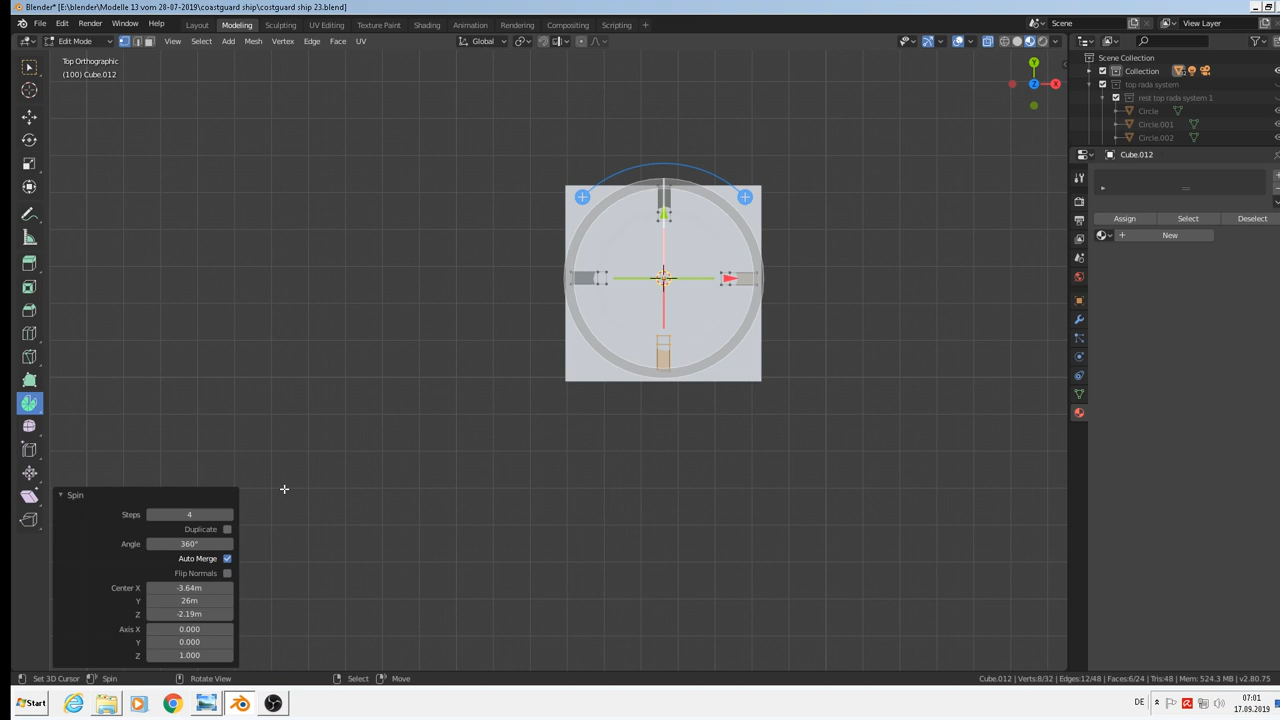 Blender* [E:\blender\Modelle 13 vom 28-07-2019\coastguard ship\costguard ship 23.blend]
File Edit Render Window Help Layout Modeling Sculpting UV Editing Texture Paint Shading Animation Rendering Compositing Scripting + Scene View Layer
Edit Mode View Select Add Mesh Vertex Edge Face UV Global
Top Orthographic
(100) Cube.012
Y
Z
X
Scene Collection
Collection
top rada system
rest top rada system 1
Circle
Circle.001
Circle.002
Cube.012
Assign Select Deselect
New
Spin
Steps 4
Duplicate
Angle 360°
Auto Merge
Flip Normals
Center X -3.64m
Y 26m
Z -2.19m
Axis X 0.000
Y 0.000
Z 1.000
Set 3D Cursor Spin Rotate View Select Move Cube.012 | Verts:8/32 | Edges:12/48 | Faces:6/24 | Tris:48 | Mem: 524.3 MB | v2.80.75
Start DE 07:01
17.09.2019